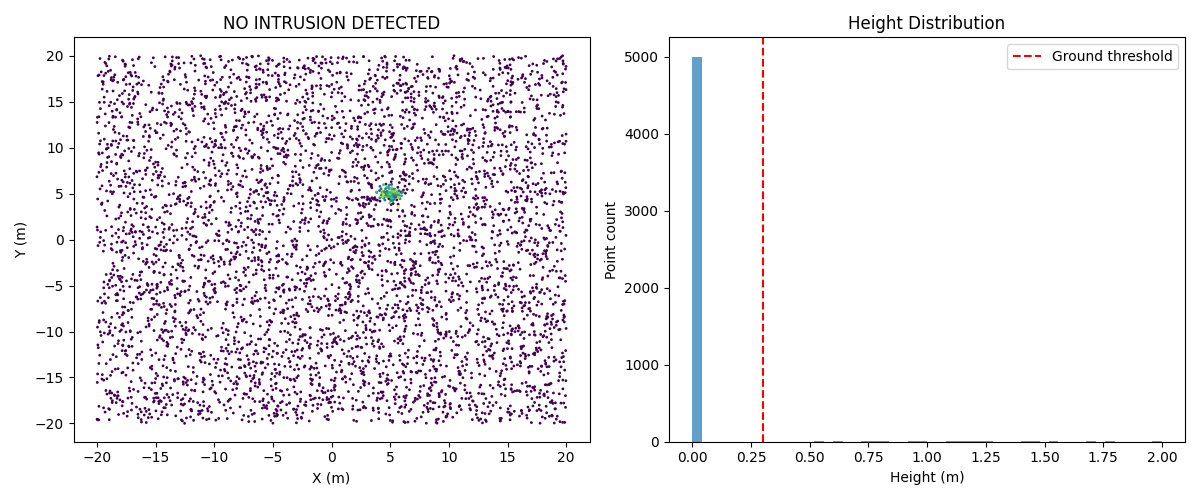 NO INTRUSION DETECTED
20
15
10
5
0
−5
−10
−15
−20
Y (m)
−20 −15 −10 −5 0 5 10 15 20
X (m)
Height Distribution
Ground threshold
5000
4000
3000
2000
1000
0
Point count
0.00 0.25 0.50 0.75 1.00 1.25 1.50 1.75 2.00
Height (m)